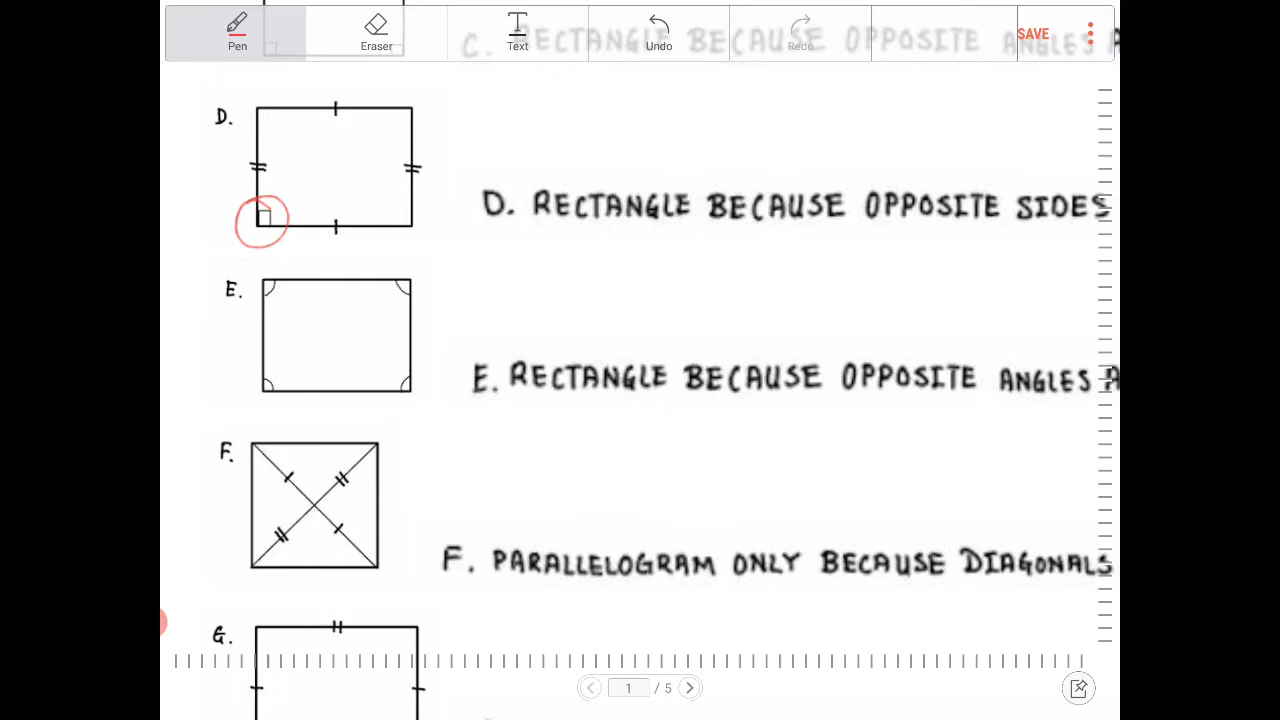 Pen
Eraser
Text
Undo
Redo
SAVE
C. RECTANGLE BECAUSE OPPOSITE ANGLES A
D.
D. RECTANGLE BECAUSE OPPOSITE SIDES
E.
E. RECTANGLE BECAUSE OPPOSITE ANGLES A
F.
F. PARALLELOGRAM ONLY BECAUSE DIAGONALS
G.
1 / 5